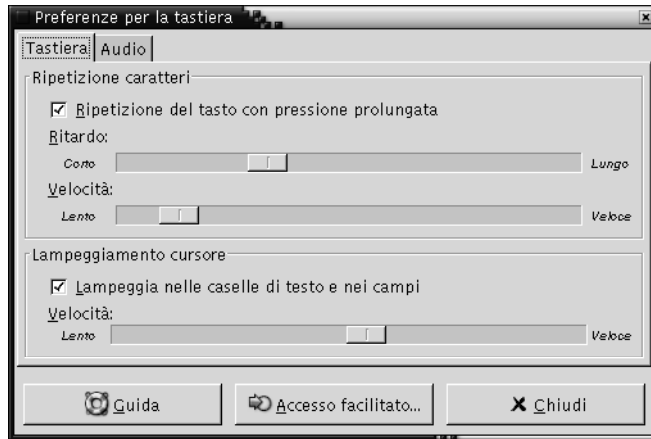 Preferenze per la tastiera
Tastiera Audio
Ripetizione caratteri
Ripetizione del tasto con pressione prolungata
Ritardo:
Corto Lungo
Velocità:
Lento Veloce
Lampeggiamento cursore
Lampeggia nelle caselle di testo e nei campi
Velocità:
Lento Veloce
Guida Accesso facilitato... Chiudi